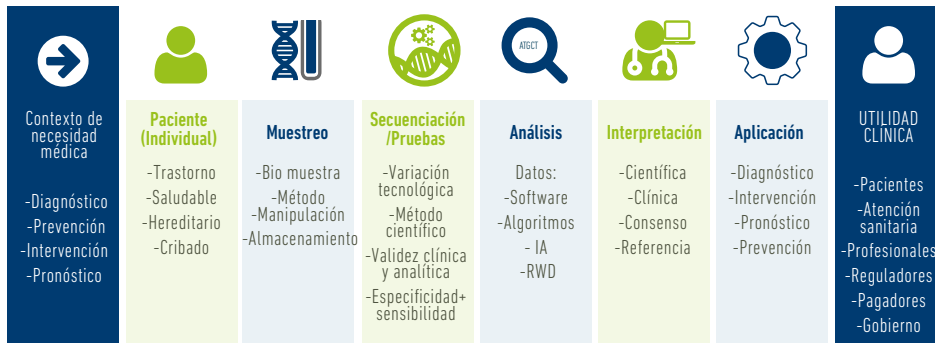 Contexto de
necesidad
médica
-Diagnóstico
-Prevención
-Intervención
-Pronóstico
Paciente
(Individual)
-Trastorno
-Saludable
-Hereditario
-Cribado
Muestreo
-Bio muestra
-Método
-Manipulación
-Almacenamiento
Secuenciación
/Pruebas
-Variación
tecnológica
-Método
científico
-Validez clínica
y analítica
-Especificidad+
sensibilidad
ATGCT
Análisis
Datos:
-Software
-Algoritmos
- IA
-RWD
Interpretación
-Científica
-Clínica
-Consenso
-Referencia
Aplicación
-Diagnóstico
-Intervención
-Pronóstico
-Prevención
UTILIDAD
CLINICA
-Pacientes
-Atención
sanitaria
-Profesionales
-Reguladores
-Pagadores
-Gobierno